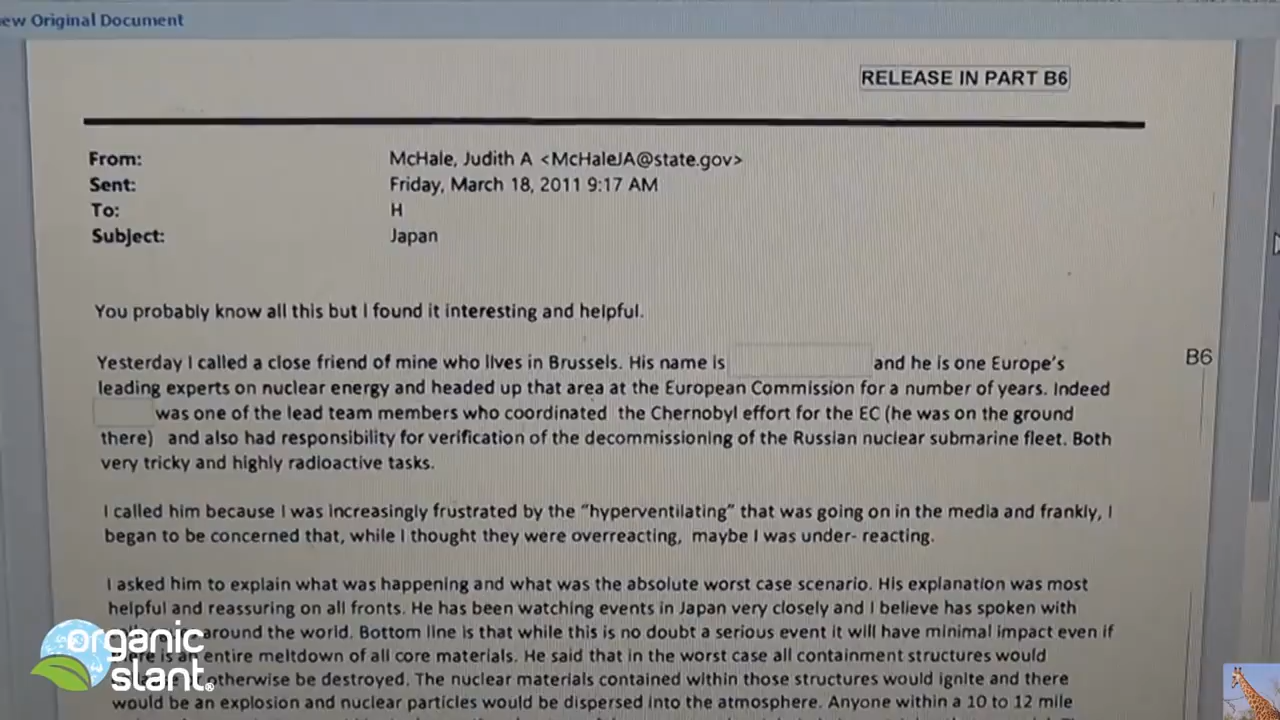 ew Original Document
RELEASE IN PART B6
From: McHale, Judith A <McHaleJA@state.gov>
Sent: Friday, March 18, 2011 9:17 AM
To: H
Subject: Japan
You probably know all this but I found it interesting and helpful.
Yesterday I called a close friend of mine who lives in Brussels. His name is and he is one Europe's B6
leading experts on nuclear energy and headed up that area at the European Commission for a number of years. Indeed
was one of the lead team members who coordinated the Chernobyl effort for the EC (he was on the ground
there) and also had responsibility for verification of the decommissioning of the Russian nuclear submarine fleet. Both
very tricky and highly radioactive tasks.
I called him because I was increasingly frustrated by the "hyperventilating" that was going on in the media and frankly, I
began to be concerned that, while I thought they were overreacting, maybe I was under- reacting.
I asked him to explain what was happening and what was the absolute worst case scenario. His explanation was most
helpful and reassuring on all fronts. He has been watching events in Japan very closely and I believe has spoken with
around the world. Bottom line is that while this is no doubt a serious event it will have minimal impact even if
is an entire meltdown of all core materials. He said that in the worst case all containment structures would
otherwise be destroyed. The nuclear materials contained within those structures would ignite and there
would be an explosion and nuclear particles would be dispersed into the atmosphere. Anyone within a 10 to 12 mile
organic
slant®